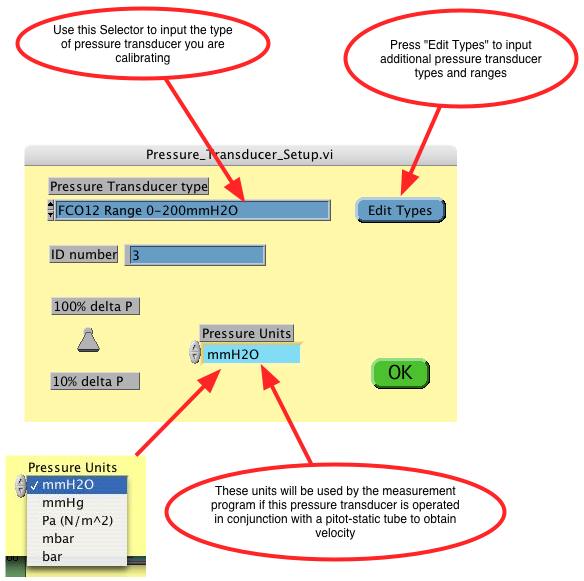 Use this Selector to input the type
of pressure transducer you are
calibrating
Press "Edit Types" to input
additional pressure transducer
types and ranges
Pressure_Transducer_Setup.vi
Pressure Transducer type
FCO12 Range 0-200mmH2O
Edit Types
ID number
3
100% delta P
Pressure Units
mmH2O
10% delta P
OK
Pressure Units
✓ mmH2O
mmHg
Pa (N/m^2)
mbar
bar
These units will be used by the measurement
program if this pressure transducer is operated
in conjunction with a pitot-static tube to obtain
velocity